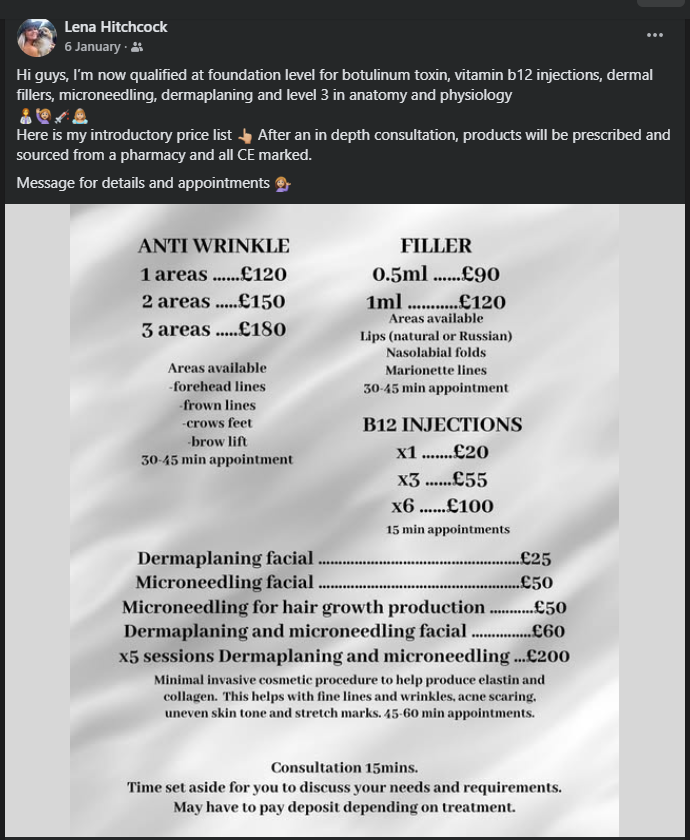 Lena Hitchcock
6 January ·
Hi guys, I'm now qualified at foundation level for botulinum toxin, vitamin b12 injections, dermal
fillers, microneedling, dermaplaning and level 3 in anatomy and physiology
Here is my introductory price list 👆🏼 After an in depth consultation, products will be prescribed and
sourced from a pharmacy and all CE marked.
Message for details and appointments 💁🏼‍♀️
ANTI WRINKLE
1 areas ......£120
2 areas .....£150
3 areas .....£180
Areas available
-forehead lines
-frown lines
-crows feet
-brow lift
30-45 min appointment
FILLER
0.5ml ......£90
1ml ...........£120
Areas available
Lips (natural or Russian)
Nasolabial folds
Marionette lines
30-45 min appointment
B12 INJECTIONS
x1 .......£20
x3 ......£55
x6 ......£100
15 min appointments
Dermaplaning facial ....................................................£25
Microneedling facial ....................................................£50
Microneedling for hair growth production ...........£50
Dermaplaning and microneedling facial ...............£60
x5 sessions Dermaplaning and microneedling ...£200
Minimal invasive cosmetic procedure to help produce elastin and
collagen. This helps with fine lines and wrinkles, acne scaring,
uneven skin tone and stretch marks. 45-60 min appointments.
Consultation 15mins.
Time set aside for you to discuss your needs and requirements.
May have to pay deposit depending on treatment.